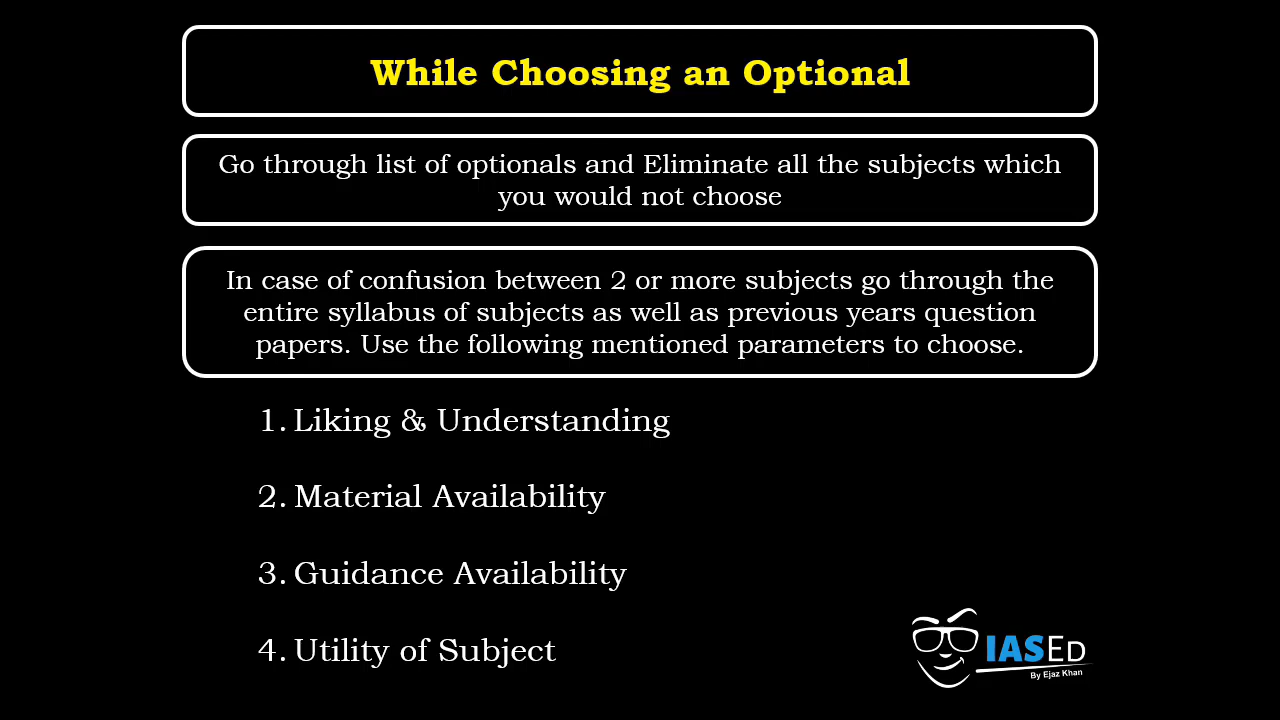 While Choosing an Optional
Go through list of optionals and Eliminate all the subjects which
you would not choose
In case of confusion between 2 or more subjects go through the
entire syllabus of subjects as well as previous years question
papers. Use the following mentioned parameters to choose.
1. Liking & Understanding
2. Material Availability
3. Guidance Availability
4. Utility of Subject
IASED
By Ejaz Khan